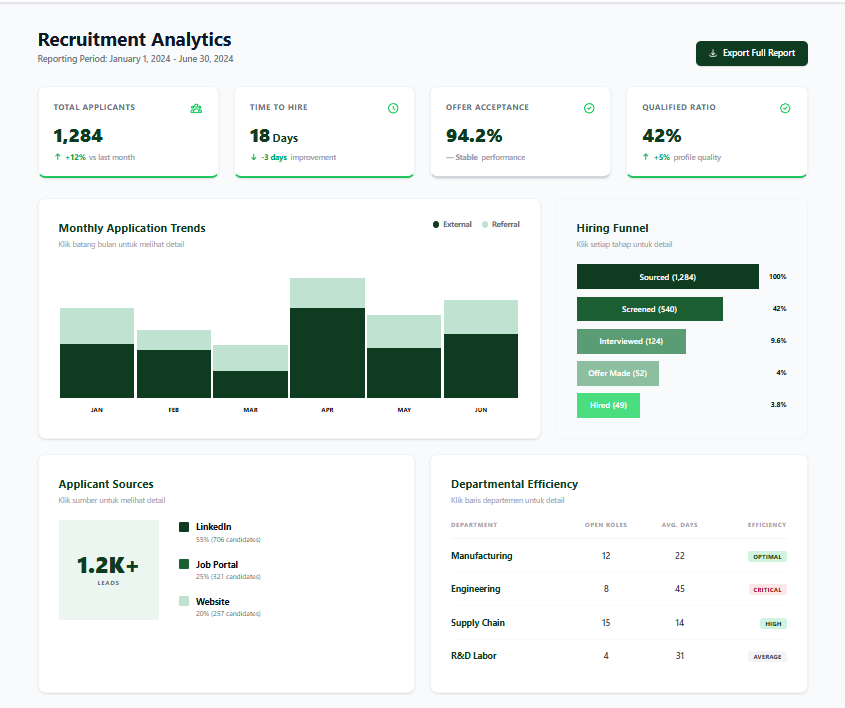 Recruitment Analytics
Reporting Period: January 1, 2024 - June 30, 2024
Export Full Report
TOTAL APPLICANTS
1,284
↑ +12% vs last month
TIME TO HIRE
18 Days
↓ -3 days improvement
OFFER ACCEPTANCE
94.2%
— Stable performance
QUALIFIED RATIO
42%
↑ +5% profile quality
Monthly Application Trends
Klik batang bulan untuk melihat detail
External
Referral
JAN FEB MAR APR MAY JUN
Hiring Funnel
Klik setiap tahap untuk detail
Sourced (1,284) 100%
Screened (540) 42%
Interviewed (124) 9.6%
Offer Made (52) 4%
Hired (49) 3.8%
Applicant Sources
Klik sumber untuk melihat detail
1.2K+
LEADS
LinkedIn
55% (706 candidates)
Job Portal
25% (321 candidates)
Website
20% (257 candidates)
Departmental Efficiency
Klik baris departemen untuk detail
DEPARTMENT OPEN ROLES AVG. DAYS EFFICIENCY
Manufacturing 12 22 OPTIMAL
Engineering 8 45 CRITICAL
Supply Chain 15 14 HIGH
R&D Labor 4 31 AVERAGE